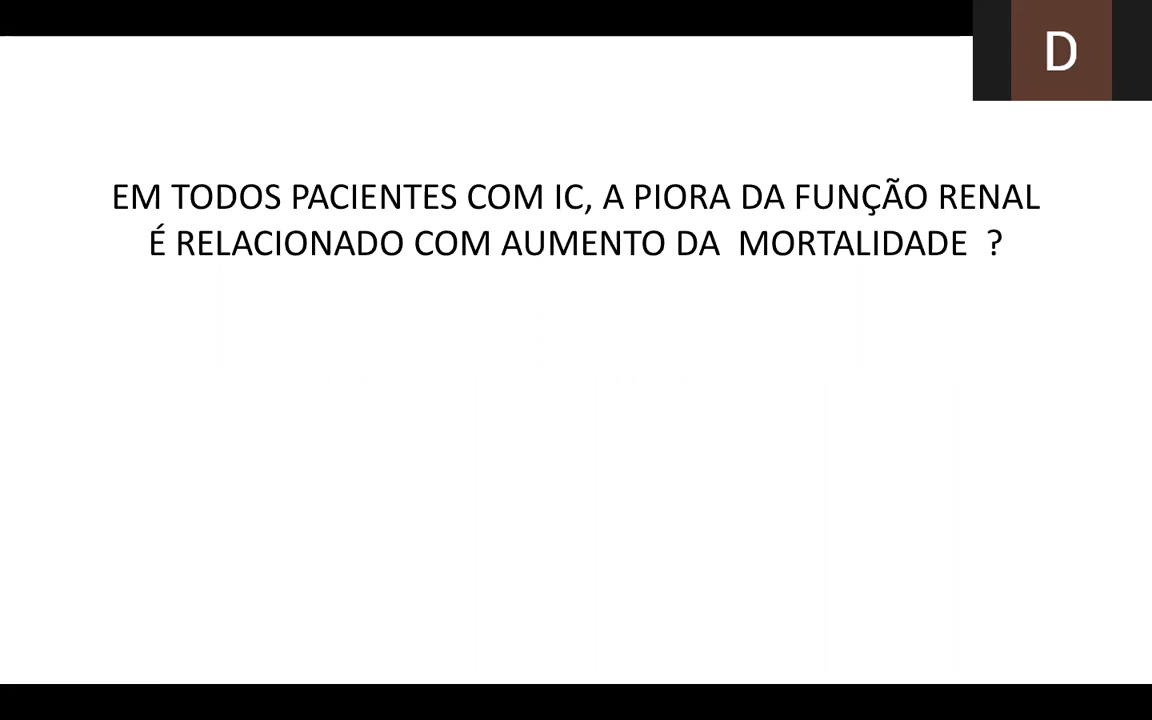 D
EM TODOS PACIENTES COM IC, A PIORA DA FUNÇÃO RENAL
É RELACIONADO COM AUMENTO DA  MORTALIDADE  ?